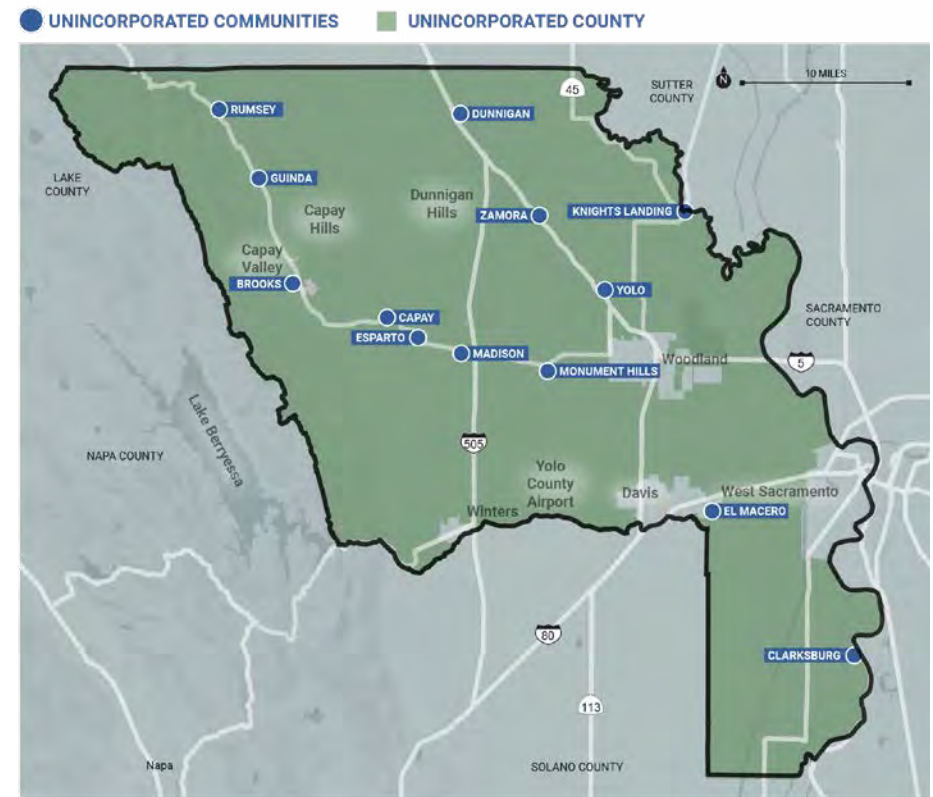 UNINCORPORATED COMMUNITIES
UNINCORPORATED COUNTY
10 MILES
N
SUTTER
COUNTY
45
RUMSEY
DUNNIGAN
LAKE
COUNTY
GUINDA
Capay
Hills
Dunnigan
Hills
ZAMORA
KNIGHTS LANDING
Capay
Valley
BROOKS
YOLO
CAPAY
SACRAMENTO
COUNTY
ESPARTO
MADISON
Woodland
5
MONUMENT HILLS
Lake Berryessa
NAPA COUNTY
505
Yolo
County
Airport
Davis
West Sacramento
Winters
EL MACERO
80
CLARKSBURG
113
Napa
SOLANO COUNTY